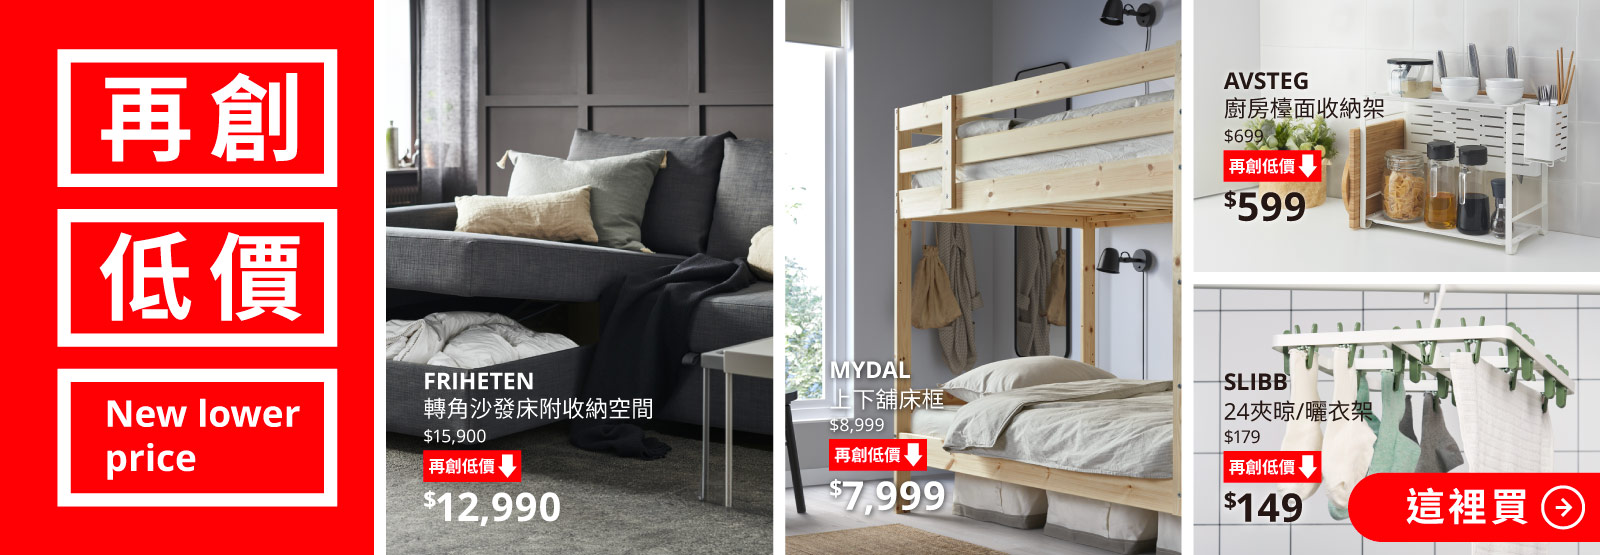 再創
低價
New lower
price
FRIHETEN
轉角沙發床附收納空間
$15,900
再創低價
$12,990
MYDAL
上下舖床框
$8,999
再創低價
$7,999
AVSTEG
廚房檯面收納架
$699
再創低價
$599
SLIBB
24夾晾/曬衣架
$179
再創低價
$149
這裡買